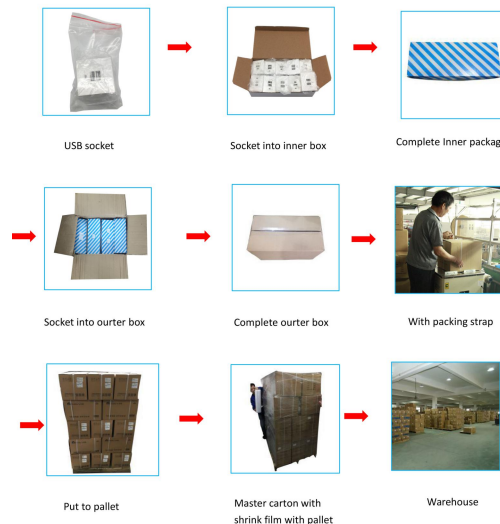 USB socket
Socket into inner box
Complete Inner packag
Socket into ourter box
Complete ourter box
With packing strap
Put to pallet
Master carton with
shrink film with pallet
Warehouse